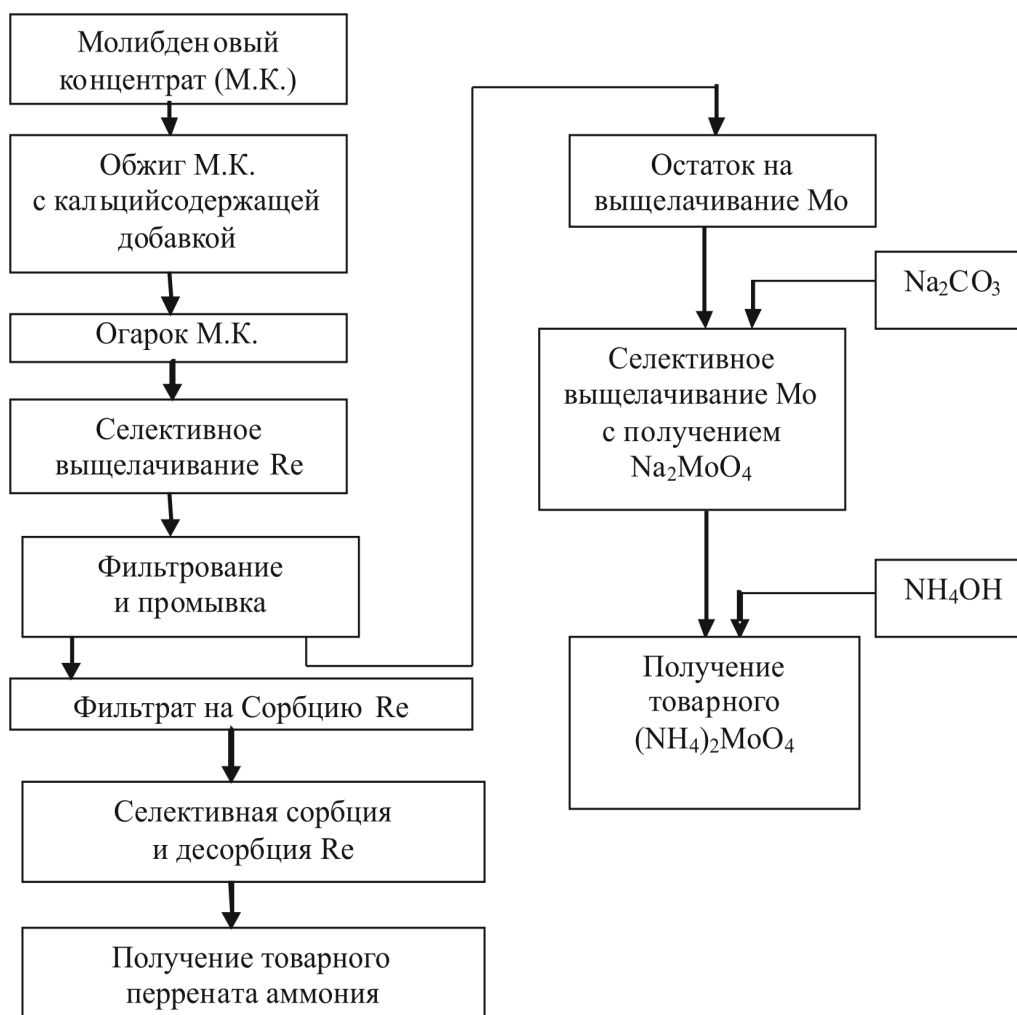 Молибденовый
концентрат (М.К.)
Обжиг М.К.
с кальцийсодержащей
добавкой
Огарок М.К.
Селективное
выщелачивание Re
Фильтрование
и промывка
Фильтрат на Сорбцию Re
Селективная сорбция
и десорбция Re
Получение товарного
перрената аммония
Остаток на
выщелачивание Mo
Na₂CO₃
Селективное
выщелачивание Mo
с получением
Na₂MoO₄
NH₄OH
Получение
товарного
(NH₄)₂MoO₄